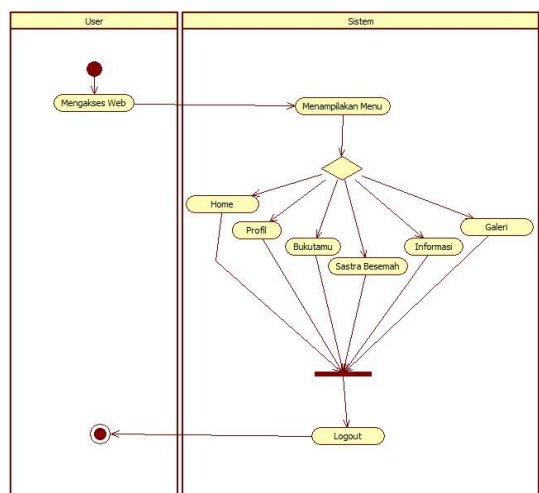 User
Sistem
Mengakses Web
Menampilakan Menu
Home
Profil
Bukutamu
Sastra Besemah
Informasi
Galeri
Logout